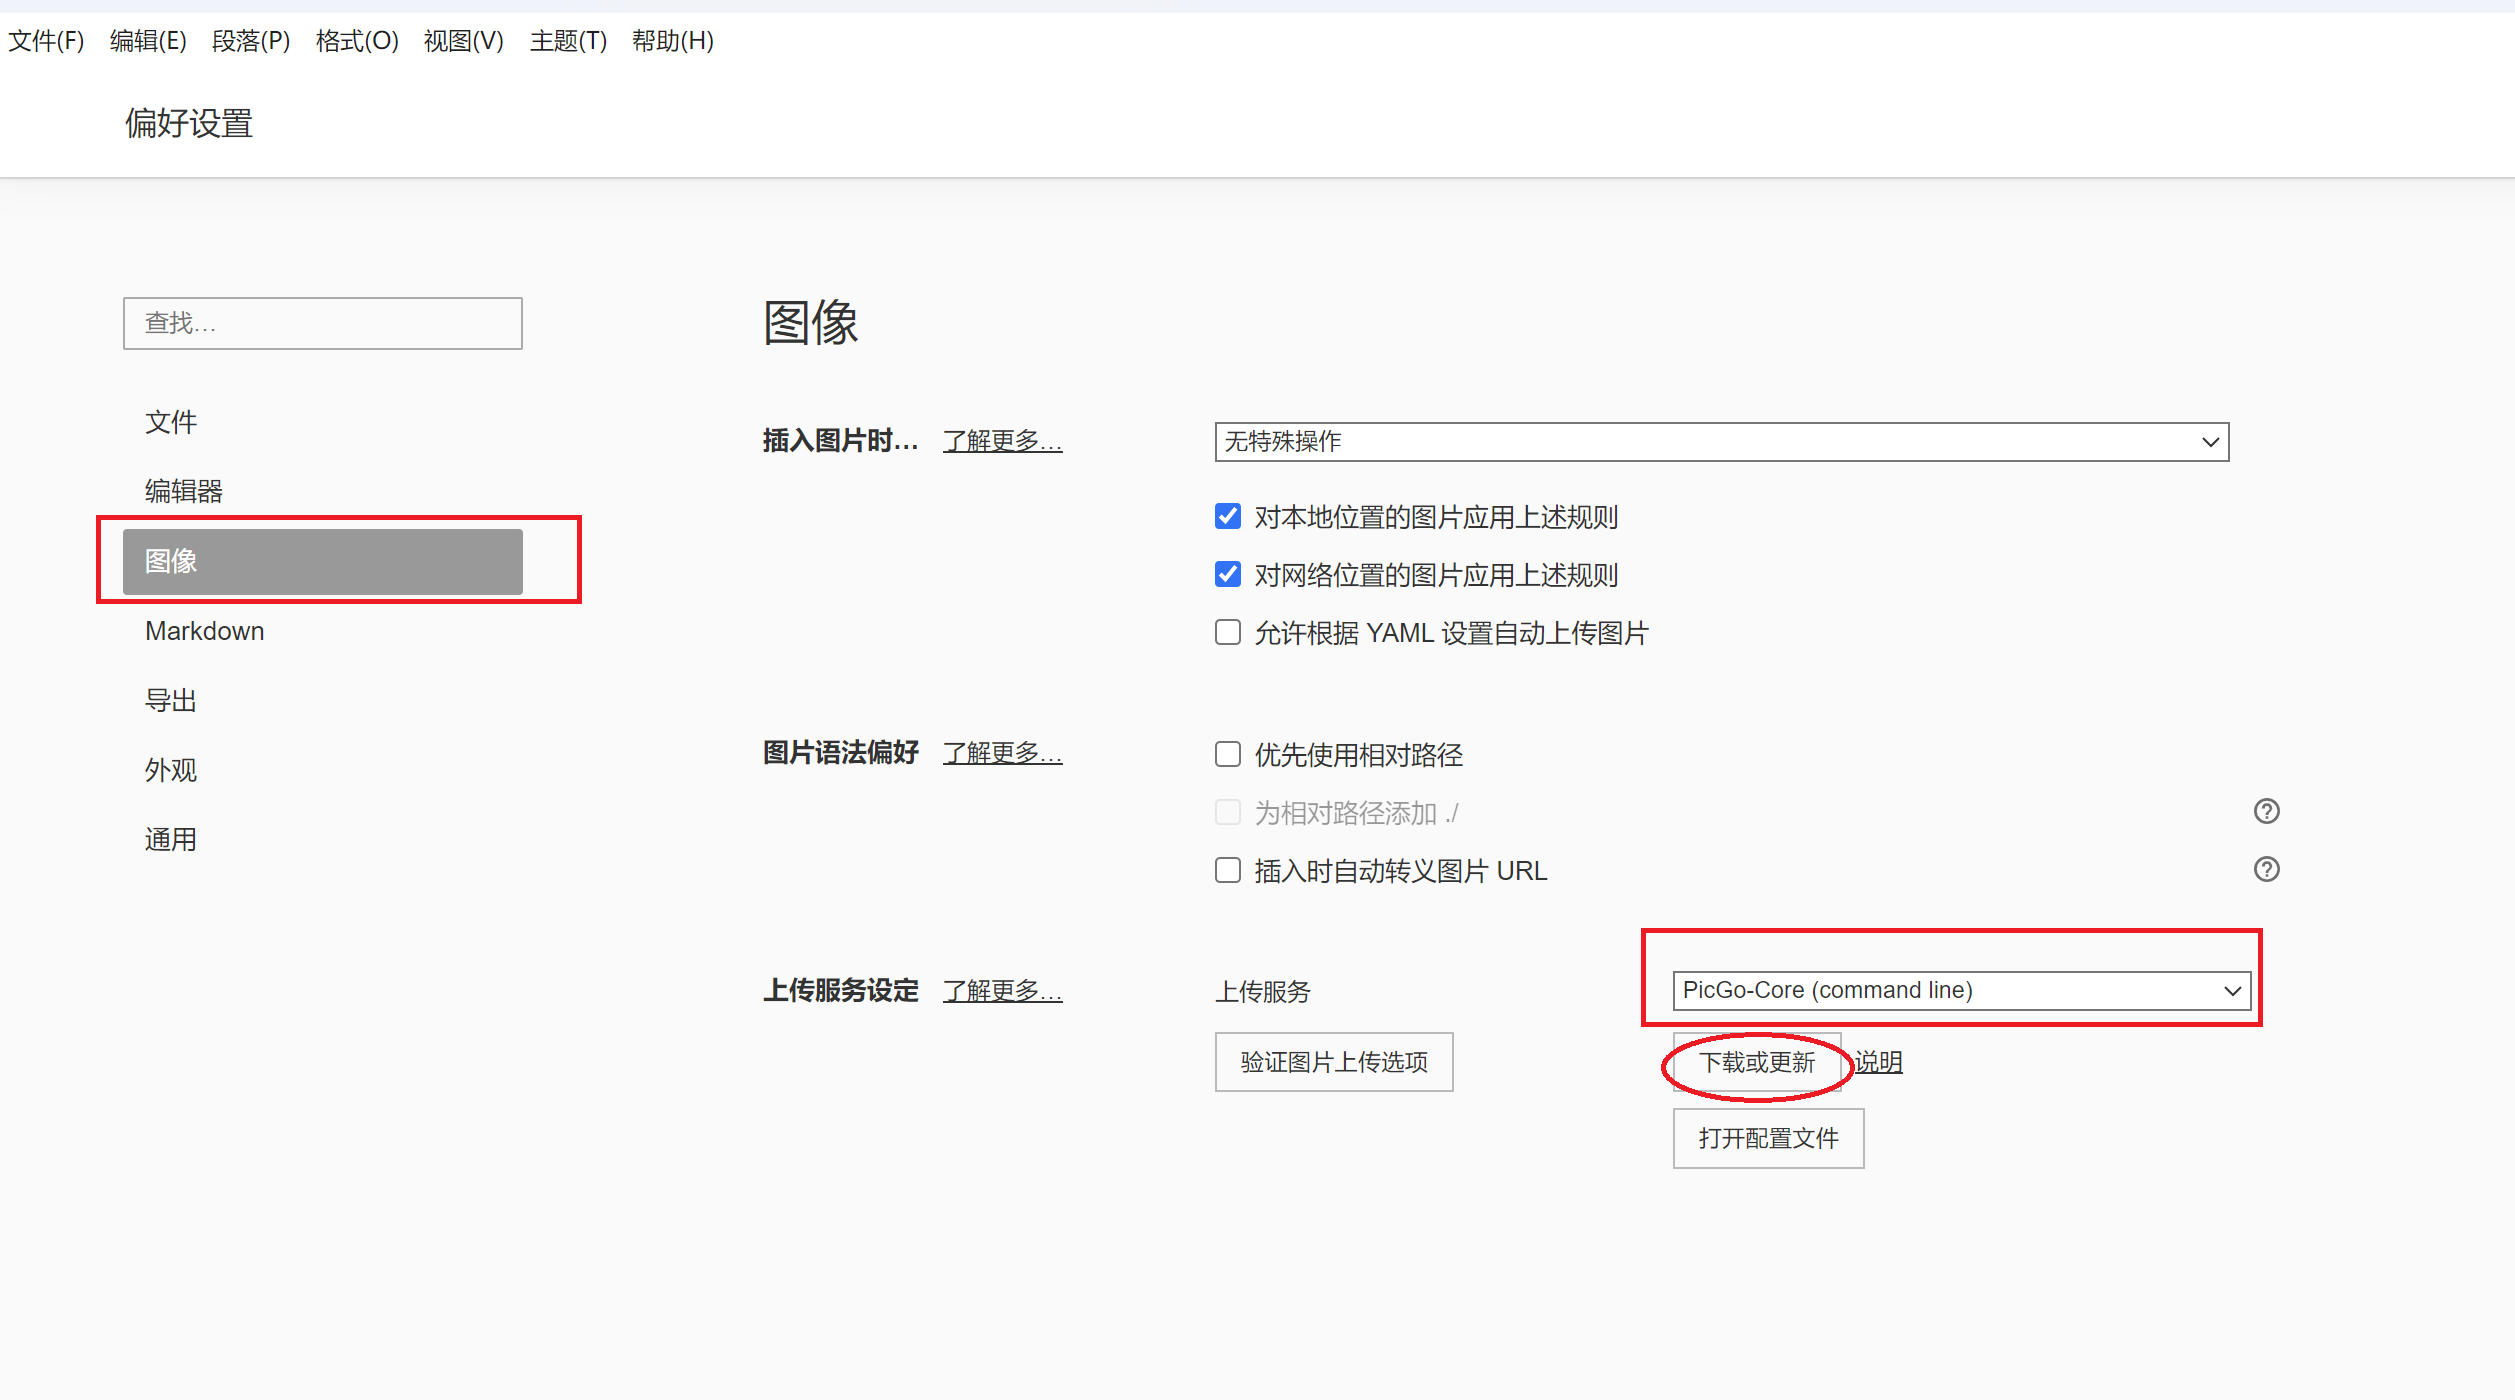 文件(F) 编辑(E) 段落(P) 格式(O) 视图(V) 主题(T) 帮助(H)
偏好设置
查找...
文件
编辑器
图像
Markdown
导出
外观
通用
图像
插入图片时... 了解更多... 无特殊操作
对本地位置的图片应用上述规则
对网络位置的图片应用上述规则
允许根据 YAML 设置自动上传图片
图片语法偏好 了解更多... 优先使用相对路径
为相对路径添加 ./
插入时自动转义图片 URL
上传服务设定 了解更多... 上传服务 PicGo-Core (command line)
验证图片上传选项 下载或更新 说明
打开配置文件